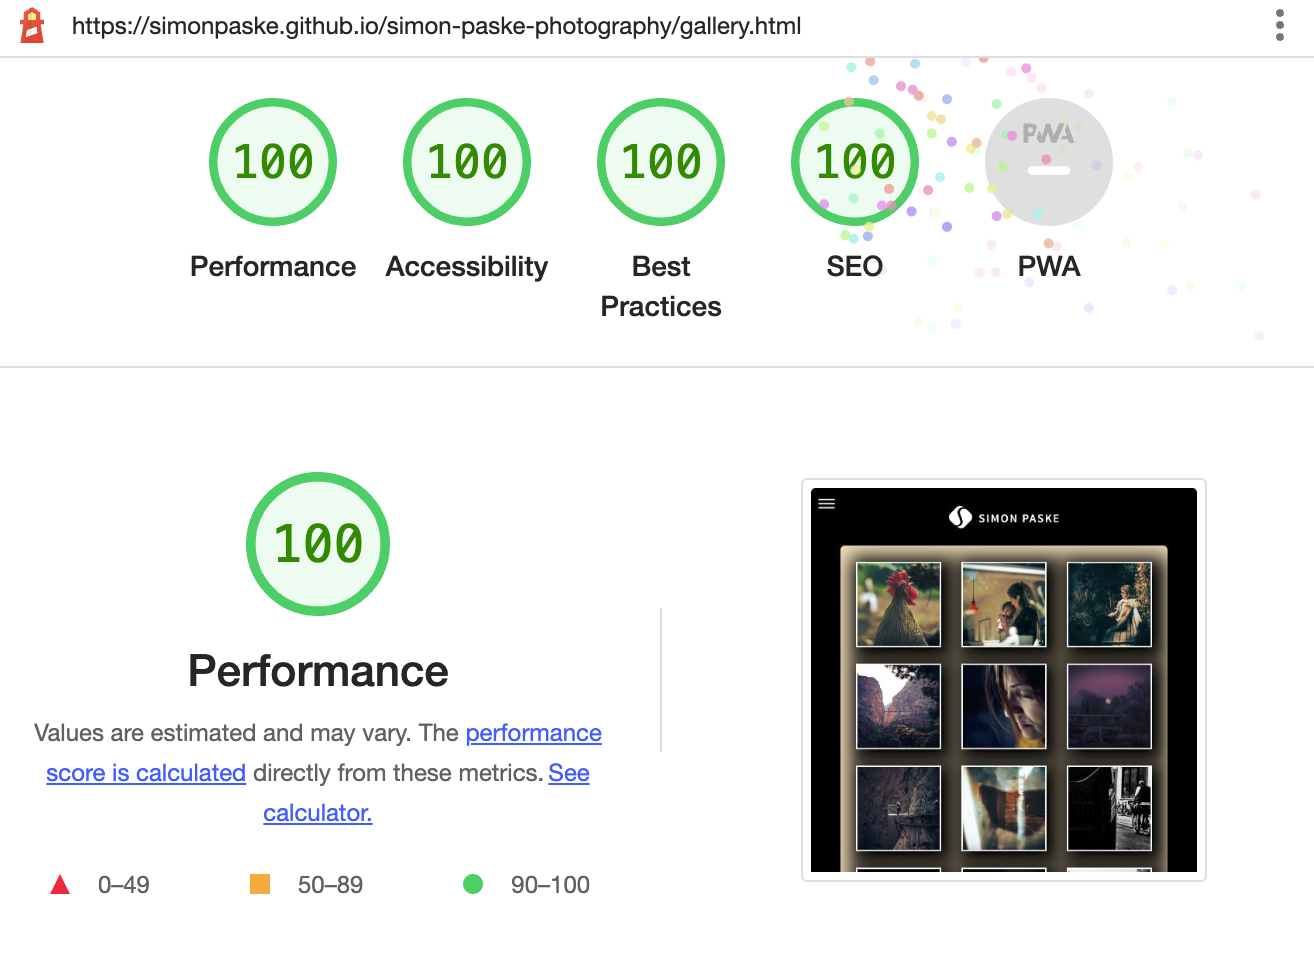 https://simonpaske.github.io/simon-paske-photography/gallery.html
100
100
100
100
PWA
Performance
Accessibility
Best
Practices
SEO
PWA
100
Performance
Values are estimated and may vary. The performance
score is calculated directly from these metrics. See
calculator.
0–49
50–89
90–100
SIMON PASKE